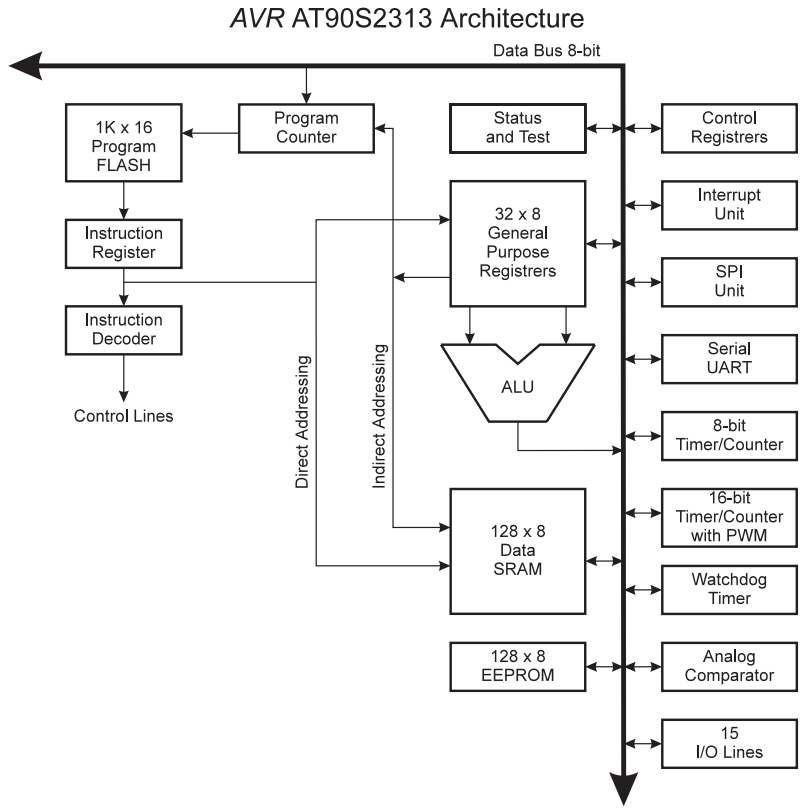 AVR AT90S2313 Architecture
Data Bus 8-bit
1K x 16
Program
FLASH
Program
Counter
Status
and Test
Control
Registrers
Instruction
Register
32 x 8
General
Purpose
Registrers
Interrupt
Unit
SPI
Unit
Instruction
Decoder
Control Lines
Direct Addressing
Indirect Addressing
ALU
Serial
UART
8-bit
Timer/Counter
128 x 8
Data
SRAM
16-bit
Timer/Counter
with PWM
Watchdog
Timer
128 x 8
EEPROM
Analog
Comparator
15
I/O Lines